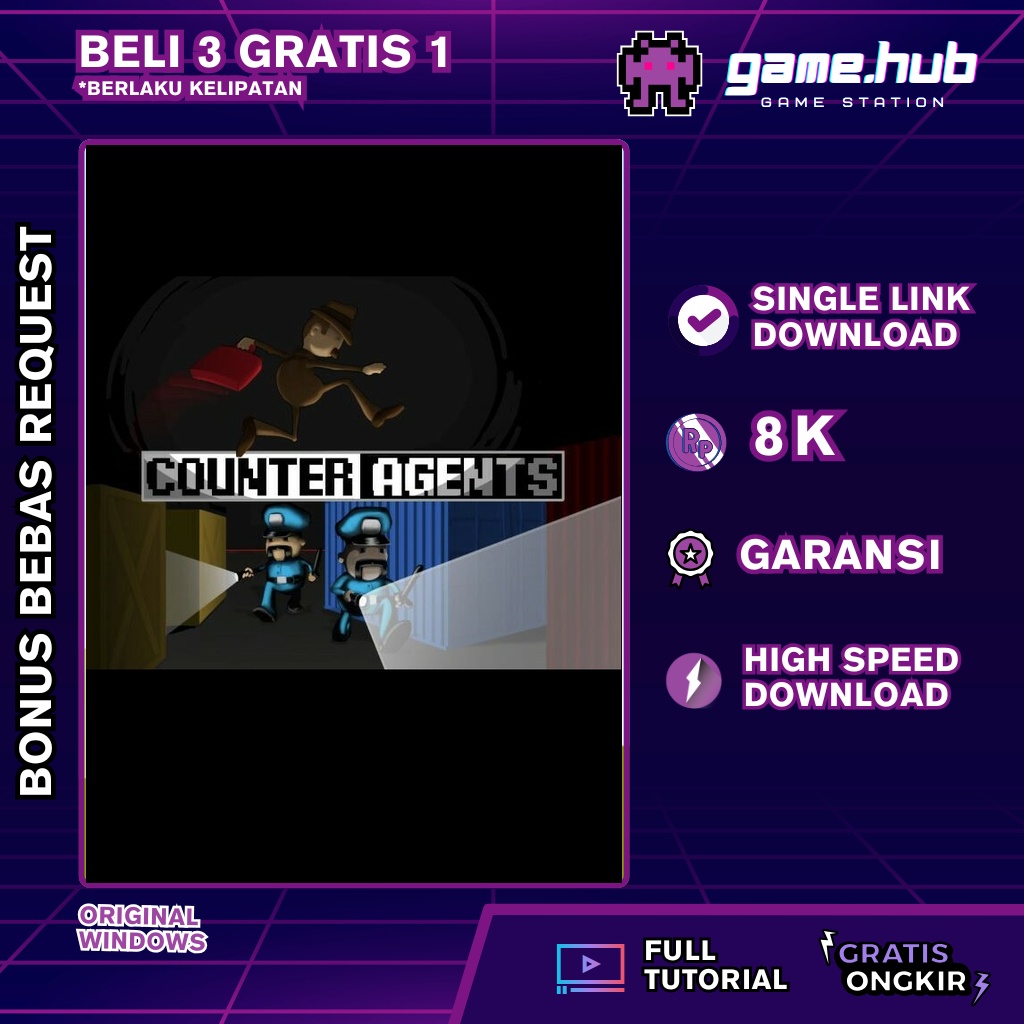 BELI 3 GRATIS 1
*BERLAKU KELIPATAN
game.hub
GAME STATION
BONUS BEBAS REQUEST
COUNTER AGENTS
SINGLE LINK
DOWNLOAD
Rp
8K
GARANSI
HIGH SPEED
DOWNLOAD
ORIGINAL
WINDOWS
FULL
TUTORIAL
GRATIS
ONGKIR